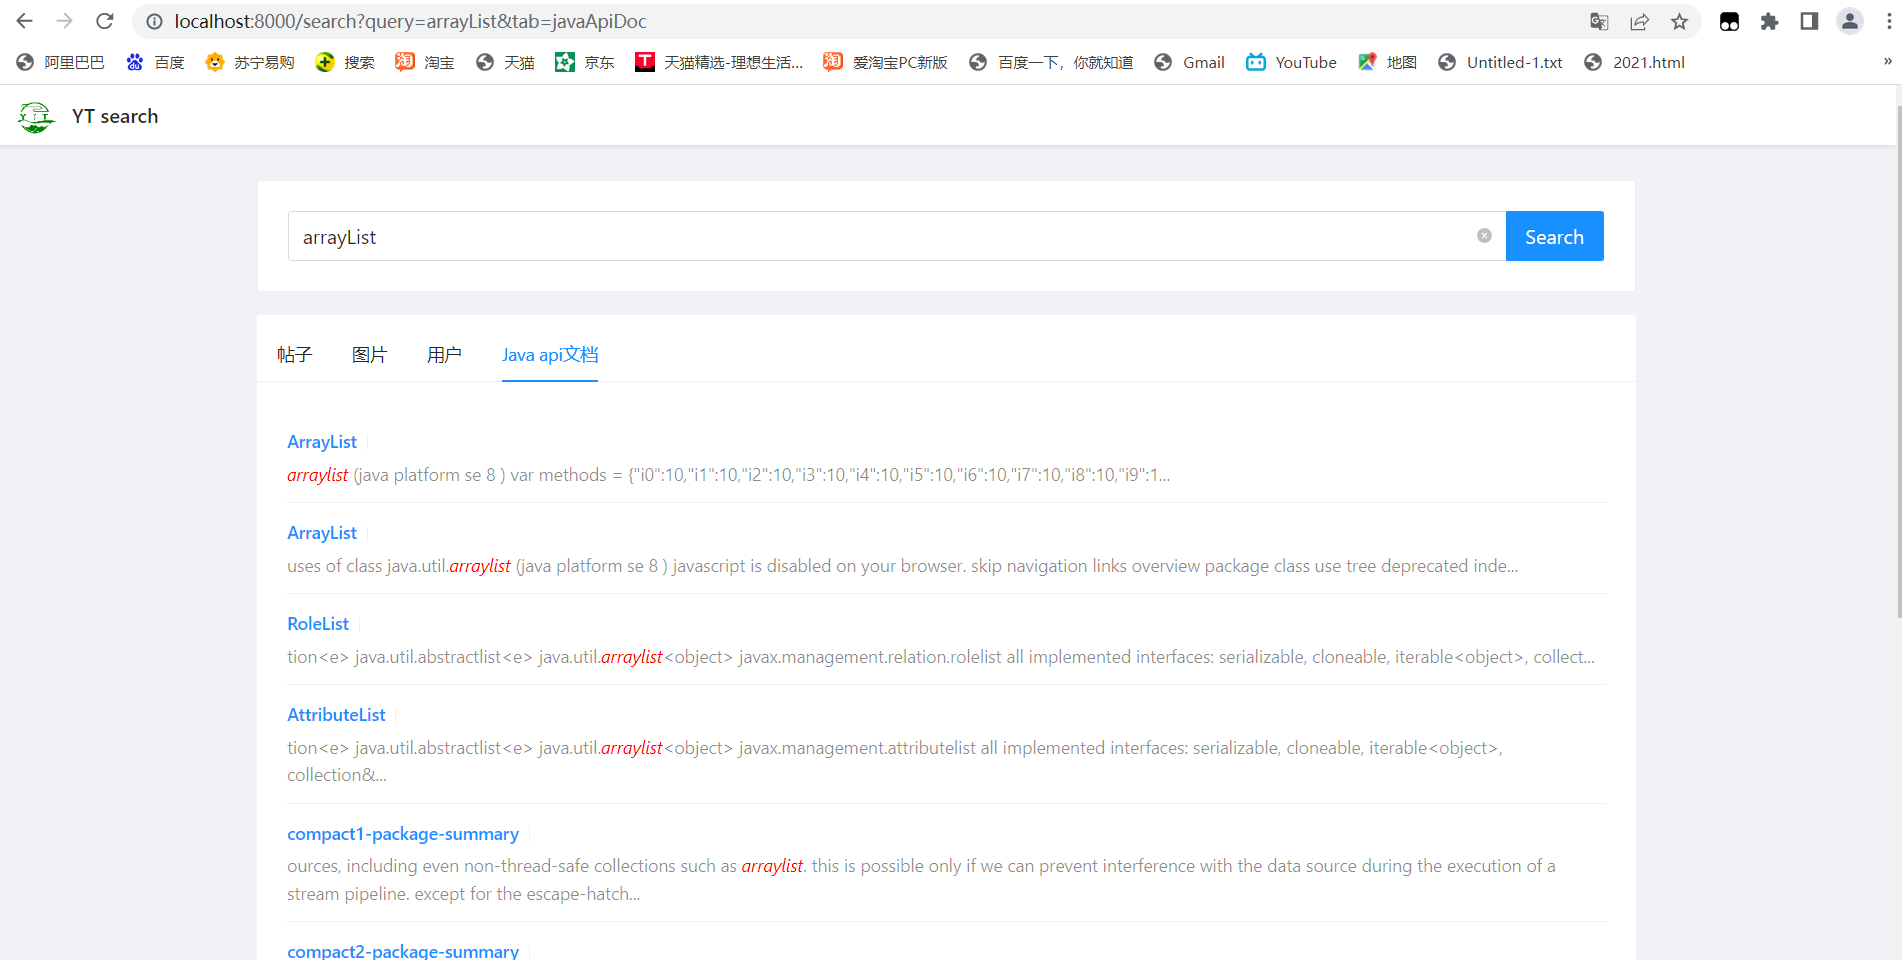 localhost:8000/search?query=arrayList&tab=javaApiDoc
阿里巴巴 百度 苏宁易购 搜索 淘宝 天猫 京东 天猫精选-理想生活... 爱淘宝PC新版 百度一下，你就知道 Gmail YouTube 地图 Untitled-1.txt 2021.html »
YT search
arrayList Search
帖子 图片 用户 Java api文档
ArrayList
arraylist (java platform se 8 ) var methods = {"i0":10,"i1":10,"i2":10,"i3":10,"i4":10,"i5":10,"i6":10,"i7":10,"i8":10,"i9":1...
ArrayList
uses of class java.util.arraylist (java platform se 8 ) javascript is disabled on your browser. skip navigation links overview package class use tree deprecated inde...
RoleList
tion<e> java.util.abstractlist<e> java.util.arraylist<object> javax.management.relation.rolelist all implemented interfaces: serializable, cloneable, iterable<object>, collect...
AttributeList
tion<e> java.util.abstractlist<e> java.util.arraylist<object> javax.management.attributelist all implemented interfaces: serializable, cloneable, iterable<object>,
collection&...
compact1-package-summary
ources, including even non-thread-safe collections such as arraylist. this is possible only if we can prevent interference with the data source during the execution of a
stream pipeline. except for the escape-hatch...
compact2-package-summary